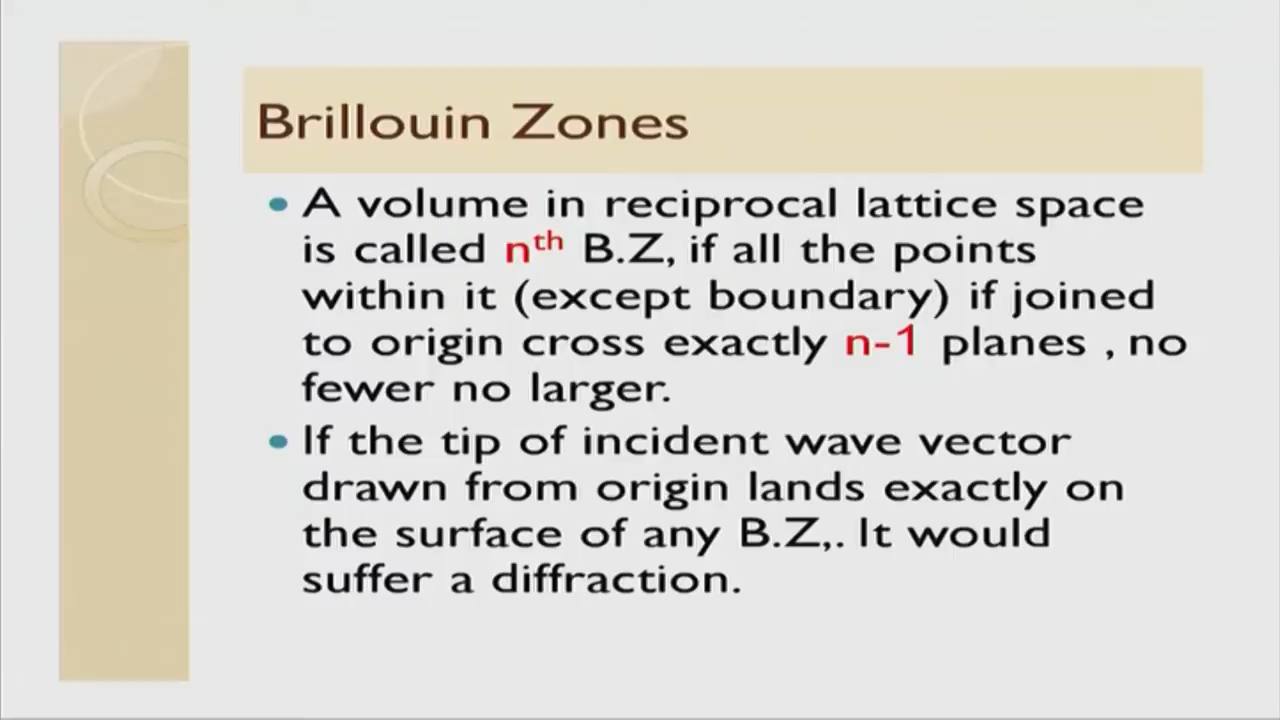 Brillouin Zones
• A volume in reciprocal lattice space
is called nth B.Z, if all the points
within it (except boundary) if joined
to origin cross exactly n-1 planes , no
fewer no larger.
• If the tip of incident wave vector
drawn from origin lands exactly on
the surface of any B.Z,. It would
suffer a diffraction.